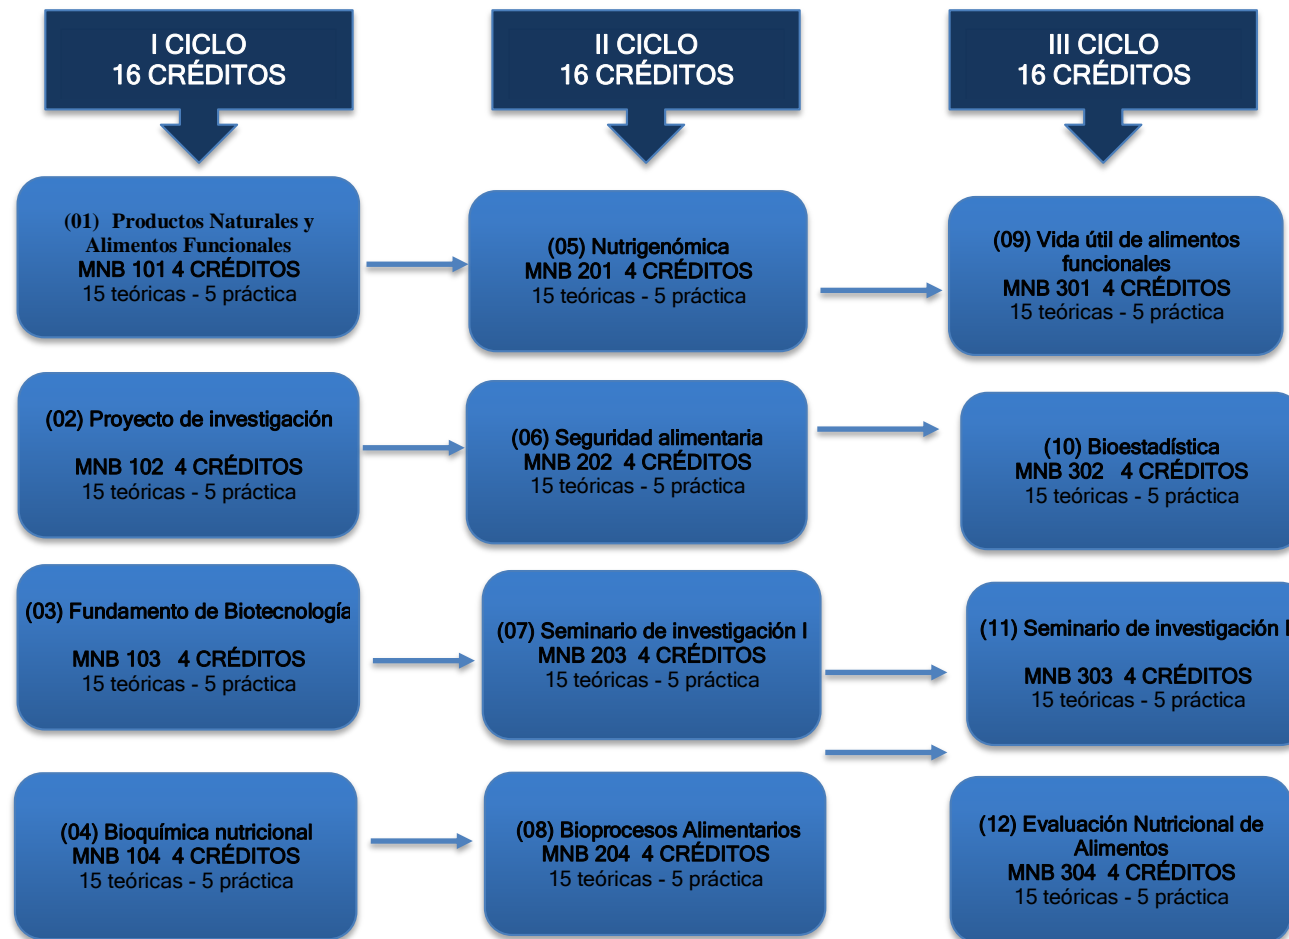 I CICLO
16 CRÉDITOS
II CICLO
16 CRÉDITOS
III CICLO
16 CRÉDITOS
(01) Productos Naturales y
Alimentos Funcionales
MNB 101 4 CRÉDITOS
15 teóricas - 5 práctica
(05) Nutrigenómica
MNB 201 4 CRÉDITOS
15 teóricas - 5 práctica
(09) Vida útil de alimentos
funcionales
MNB 301 4 CRÉDITOS
15 teóricas - 5 práctica
(02) Proyecto de investigación
MNB 102 4 CRÉDITOS
15 teóricas - 5 práctica
(06) Seguridad alimentaria
MNB 202 4 CRÉDITOS
15 teóricas - 5 práctica
(10) Bioestadística
MNB 302 4 CRÉDITOS
15 teóricas - 5 práctica
(03) Fundamento de Biotecnología
MNB 103 4 CRÉDITOS
15 teóricas - 5 práctica
(07) Seminario de investigación I
MNB 203 4 CRÉDITOS
15 teóricas - 5 práctica
(11) Seminario de investigación
MNB 303 4 CRÉDITOS
15 teóricas - 5 práctica
(04) Bioquímica nutricional
MNB 104 4 CRÉDITOS
15 teóricas - 5 práctica
(08) Bioprocesos Alimentarios
MNB 204 4 CRÉDITOS
15 teóricas - 5 práctica
(12) Evaluación Nutricional de
Alimentos
MNB 304 4 CRÉDITOS
15 teóricas - 5 práctica